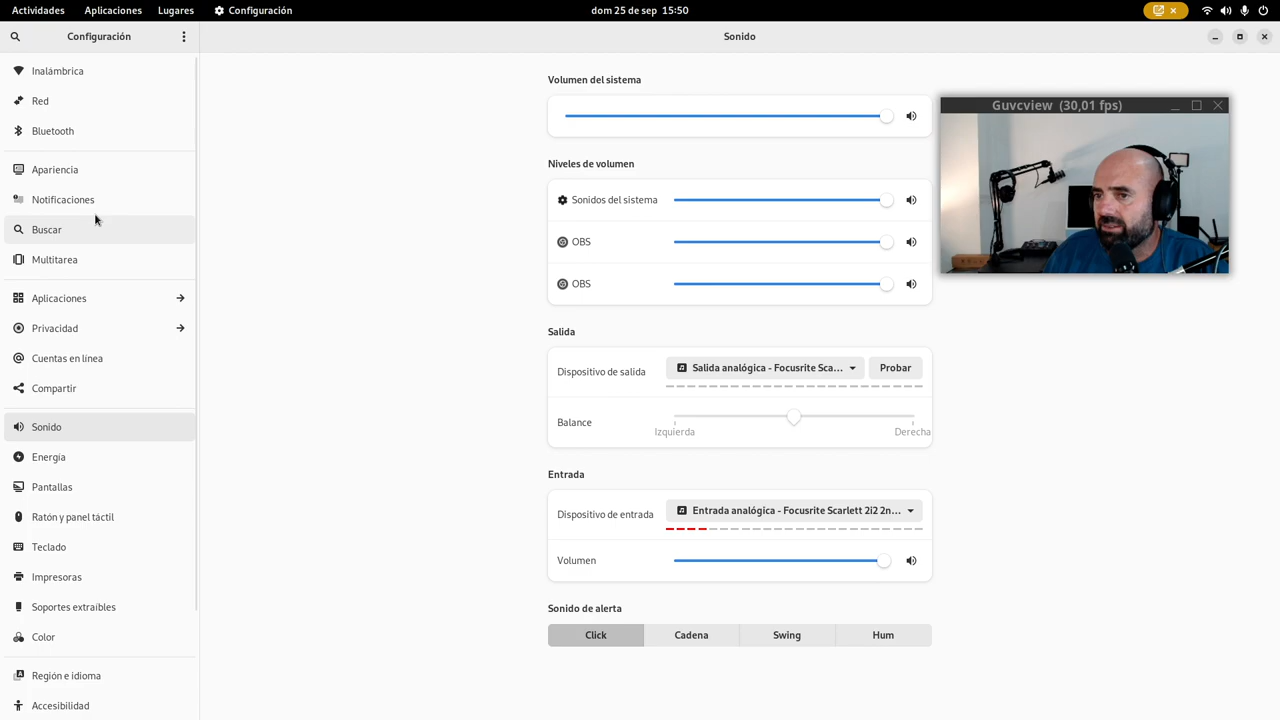 Actividades Aplicaciones Lugares Configuración dom 25 de sep 15:50
Configuración
Sonido
Inalámbrica
Red
Bluetooth
Apariencia
Notificaciones
Buscar
Multitarea
Aplicaciones
Privacidad
Cuentas en línea
Compartir
Sonido
Energía
Pantallas
Ratón y panel táctil
Teclado
Impresoras
Soportes extraíbles
Color
Región e idioma
Accesibilidad
Volumen del sistema
Niveles de volumen
Sonidos del sistema
OBS
OBS
Salida
Dispositivo de salida Salida analógica - Focusrite Sca... Probar
Balance
Izquierda Derecha
Entrada
Dispositivo de entrada Entrada analógica - Focusrite Scarlett 2i2 2n...
Volumen
Sonido de alerta
Click Cadena Swing Hum
Guvcview (30,01 fps)